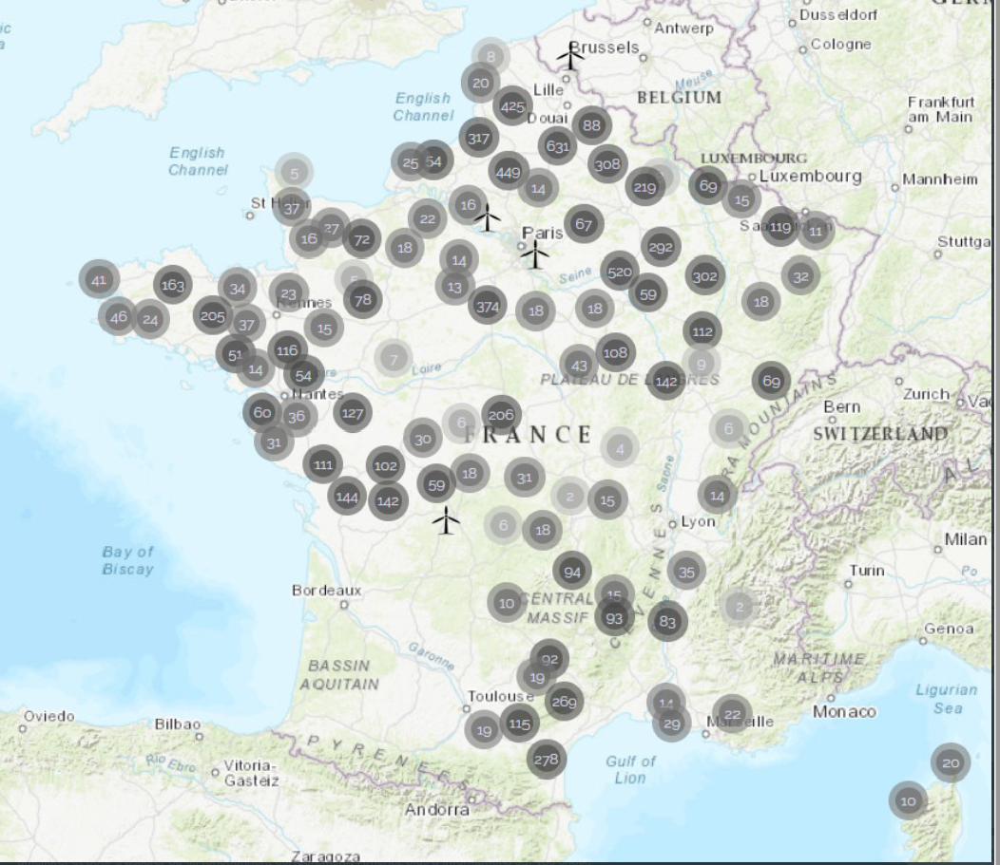 GERM
Dusseldorf
Antwerp
Cologne
Brussels
8
20
Lille
Meuse
BELGIUM
English
Channel
425
Douai
88
Frankfurt
am Main
317
631
English
Channel
25
54
308
LUXEMBOURG
449
14
219
69
Luxembourg
Mannheim
5
37
16
15
St H
22
67
119
11
Paris
27
16
72
18
14
292
Stuttga
41
163
34
23
13
78
520
Seine
302
32
59
46
24
205
37
15
374
18
18
18
112
51
116
14
54
7
Loire
43
108
9
142
69
Nantes
Zurich
Bern
60
36
127
206
6
FRANCE
6
SWITZERLAND
31
30
4
111
102
59
18
31
Saone
144
142
2
15
14
6
18
Lyon
Milan
Bay of
Biscay
94
35
Turin
Po
Bordeaux
10
CENTRAL
MASSIF
15
93
83
2
Genoa
BASSIN
AQUITAIN
Garonne
92
19
MARITIME
ALPS
Toulouse
269
14
29
22
Monaco
Ligurian
Sea
Oviedo
Bilbao
19
115
PYRENEES
278
Gulf of
Lion
20
Rio Ebro
Vitoria-
Gasteiz
10
Andorra
Zaragoza